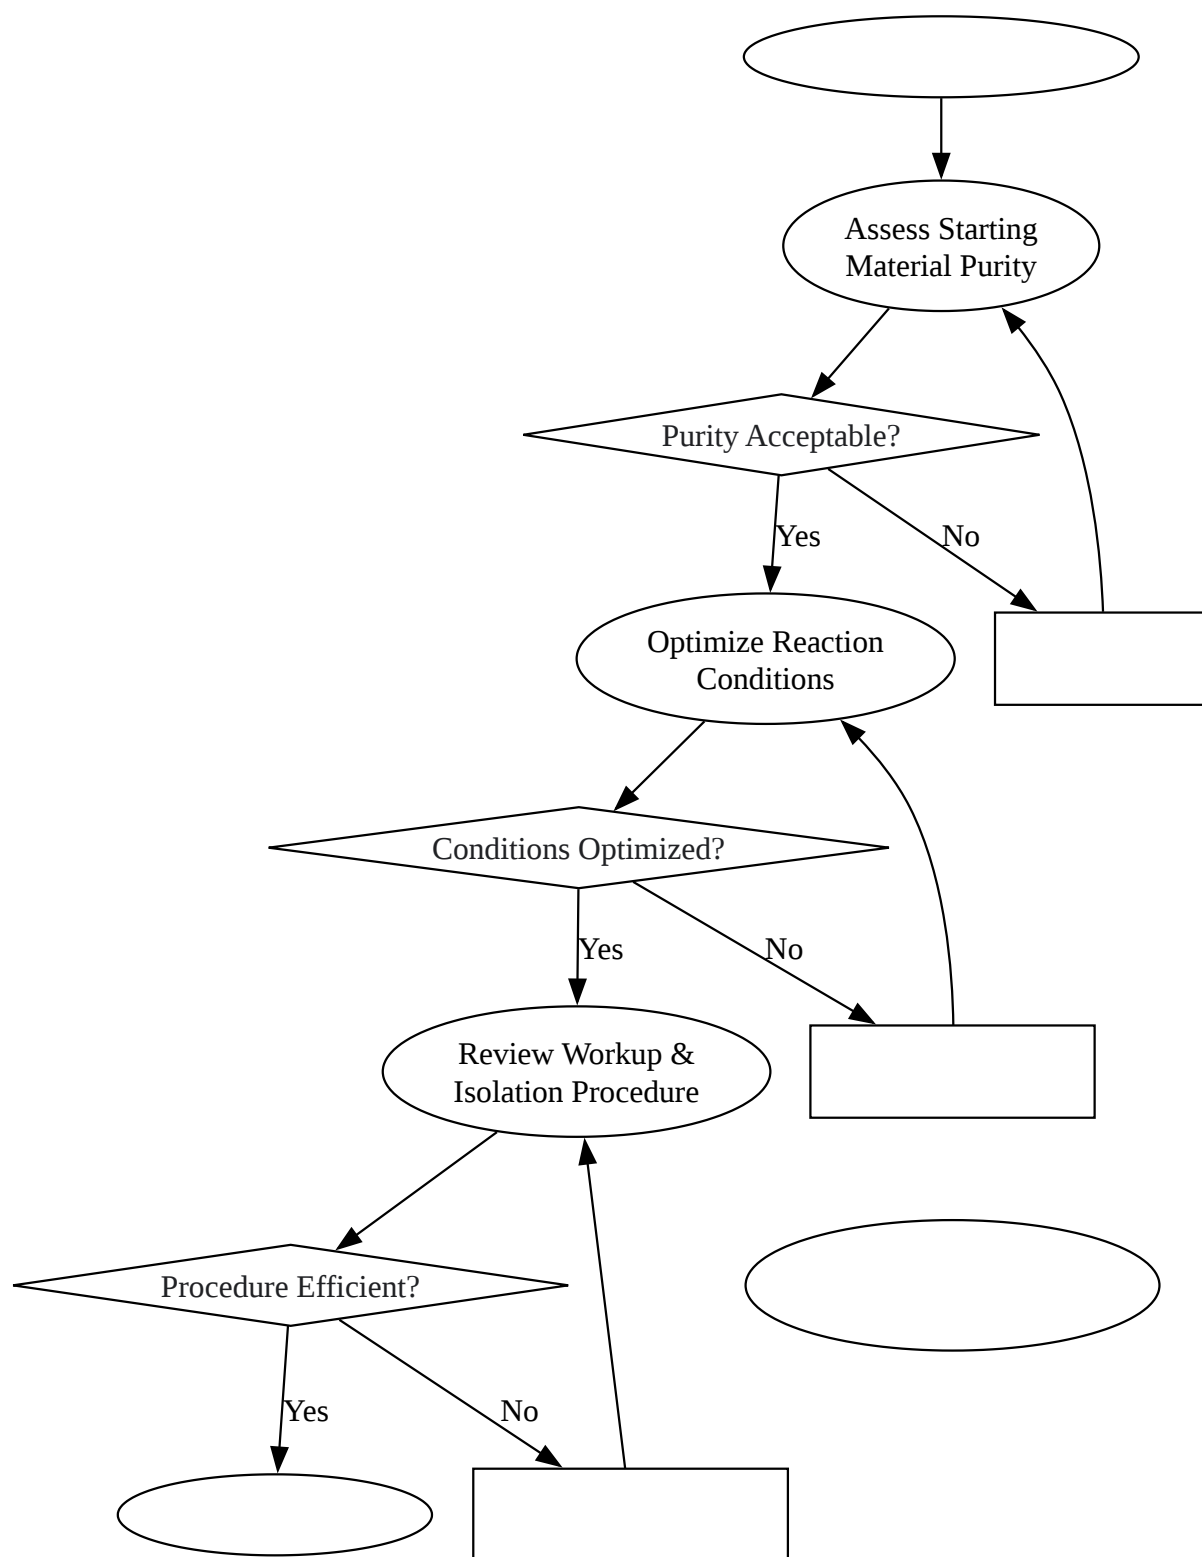 Assess Starting
Material Purity
Purity Acceptable?
Yes
No
Optimize Reaction
Conditions
Conditions Optimized?
Yes
No
Review Workup &
Isolation Procedure
Procedure Efficient?
Yes
No